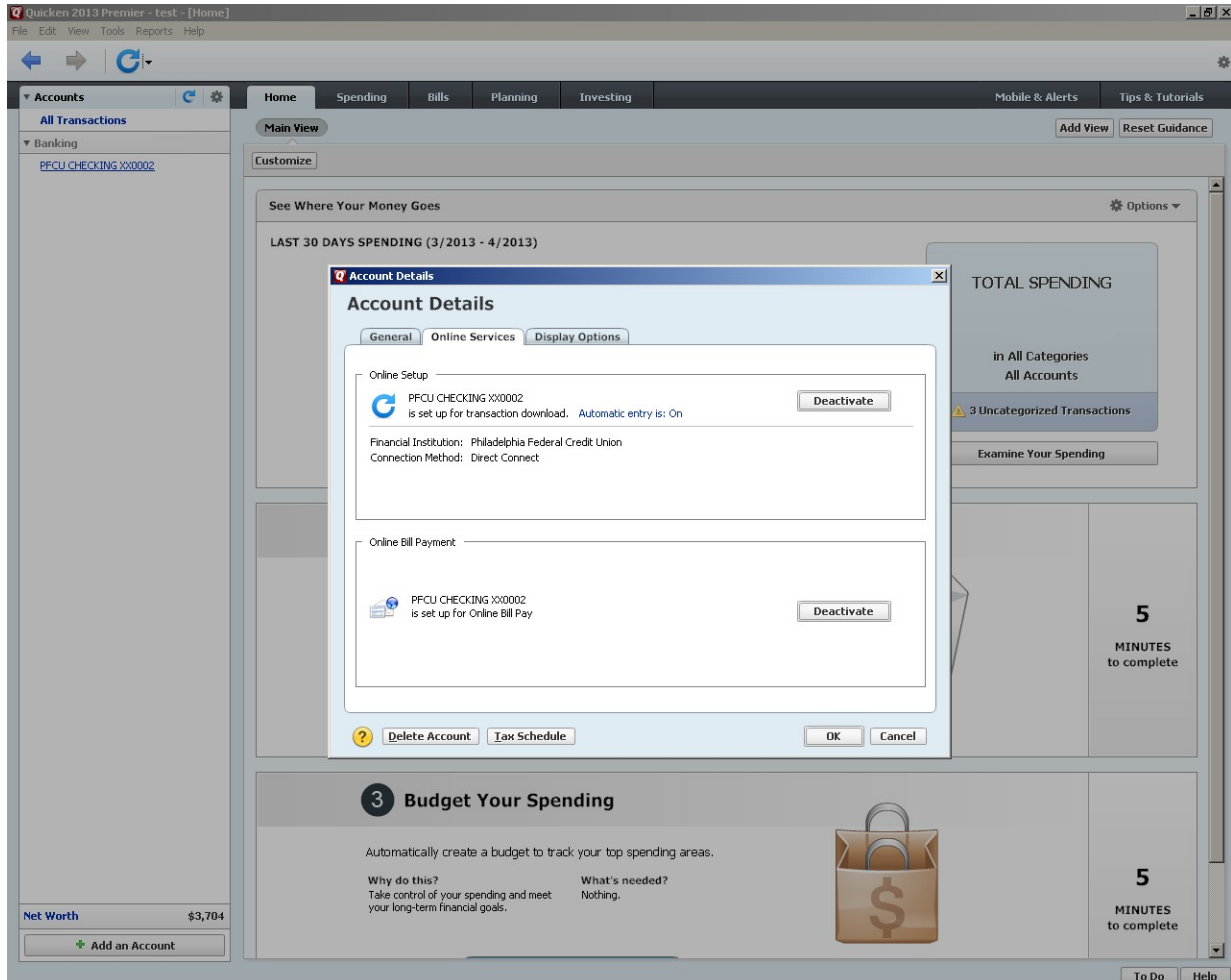 Quicken 2013 Premier - test - [Home]
File Edit View Tools Reports Help
Accounts
Home Spending Bills Planning Investing Mobile & Alerts Tips & Tutorials
All Transactions
Main View Add View Reset Guidance
Banking
PFCU CHECKING XX0002
Customize
See Where Your Money Goes Options
LAST 30 DAYS SPENDING (3/2013 - 4/2013)
TOTAL SPENDING
in All Categories
All Accounts
3 Uncategorized Transactions
Examine Your Spending
Account Details
Account Details
General Online Services Display Options
Online Setup
PFCU CHECKING XX0002
is set up for transaction download. Automatic entry is: On
Deactivate
Financial Institution: Philadelphia Federal Credit Union
Connection Method: Direct Connect
Online Bill Payment
PFCU CHECKING XX0002
is set up for Online Bill Pay
Deactivate
? Delete Account Tax Schedule OK Cancel
5
MINUTES
to complete
3 Budget Your Spending
Automatically create a budget to track your top spending areas.
Why do this? What's needed?
Take control of your spending and meet Nothing.
your long-term financial goals.
$
5
MINUTES
to complete
Net Worth $3,704
Add an Account
To Do Help